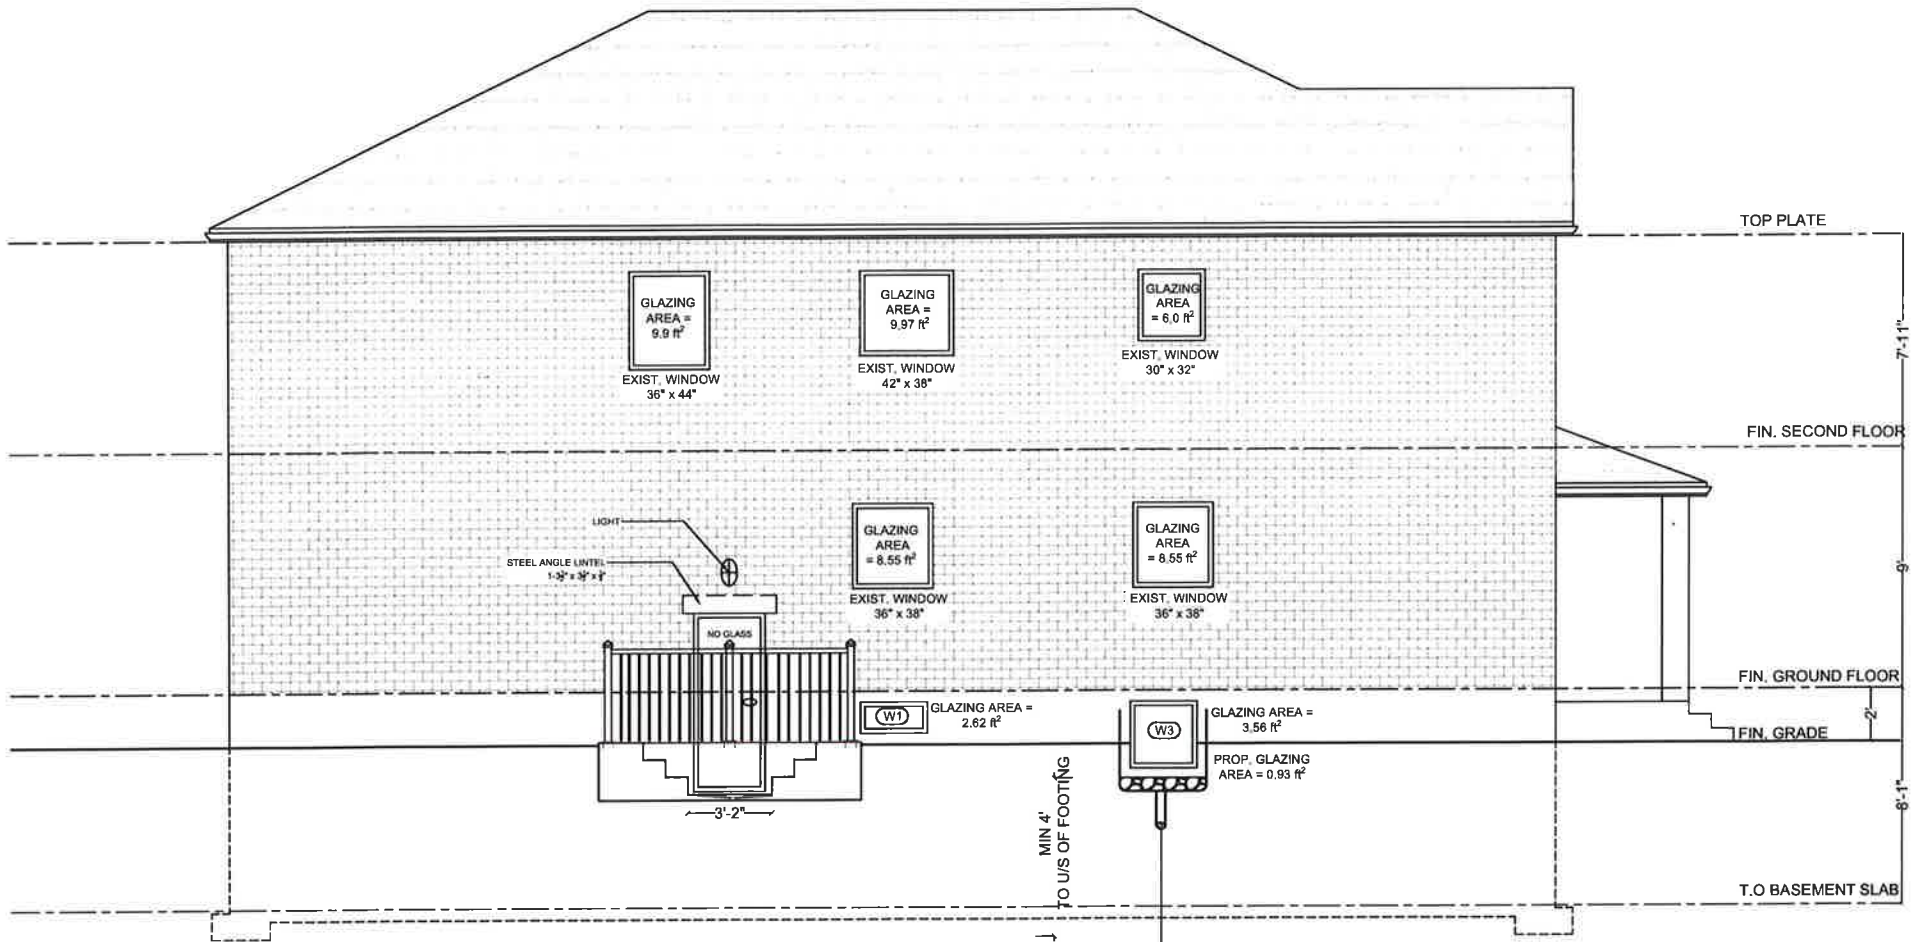 TOP PLATE
GLAZING
AREA =
9.9 ft²
EXIST. WINDOW
36" x 44"
GLAZING
AREA =
9.97 ft²
EXIST. WINDOW
42" x 38"
GLAZING
AREA
= 6.0 ft²
EXIST. WINDOW
30" x 32"
7'-11"
FIN. SECOND FLOOR
LIGHT
STEEL ANGLE LINTEL
NO GLASS
GLAZING
AREA
= 8.55 ft²
EXIST. WINDOW
36" x 38"
GLAZING
AREA
= 8.55 ft²
EXIST. WINDOW
36" x 38"
9'
FIN. GROUND FLOOR
W1
GLAZING AREA =
2.62 ft²
W3
GLAZING AREA =
3.56 ft²
2'
FIN. GRADE
PROP. GLAZING
AREA = 0.93 ft²
3'-2"
MIN 4'
TO U/S OF FOOTING
T.O BASEMENT SLAB